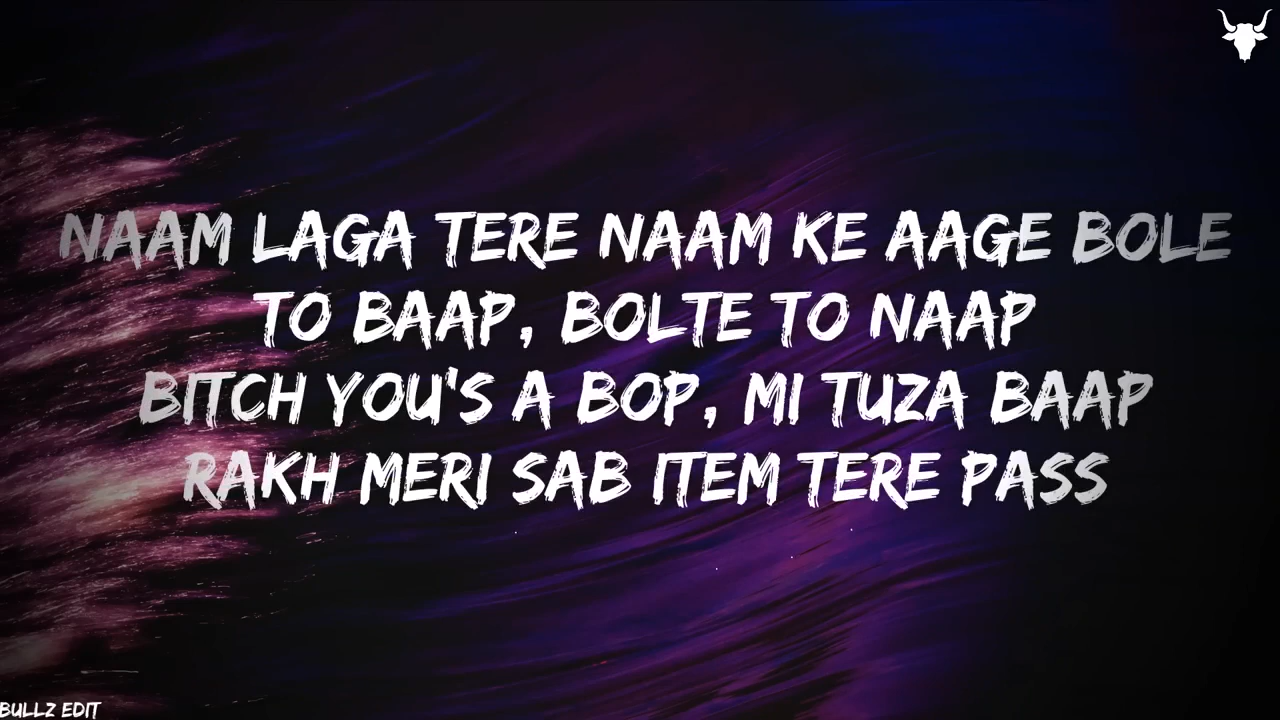 NAAM LAGA TERE NAAM KE AAGE BOLE
TO BAAP, BOLTE TO NAAP
BITCH YOU'S A BOP, MI TUZA BAAP
RAKH MERI SAB ITEM TERE PASS
BULLZ EDIT